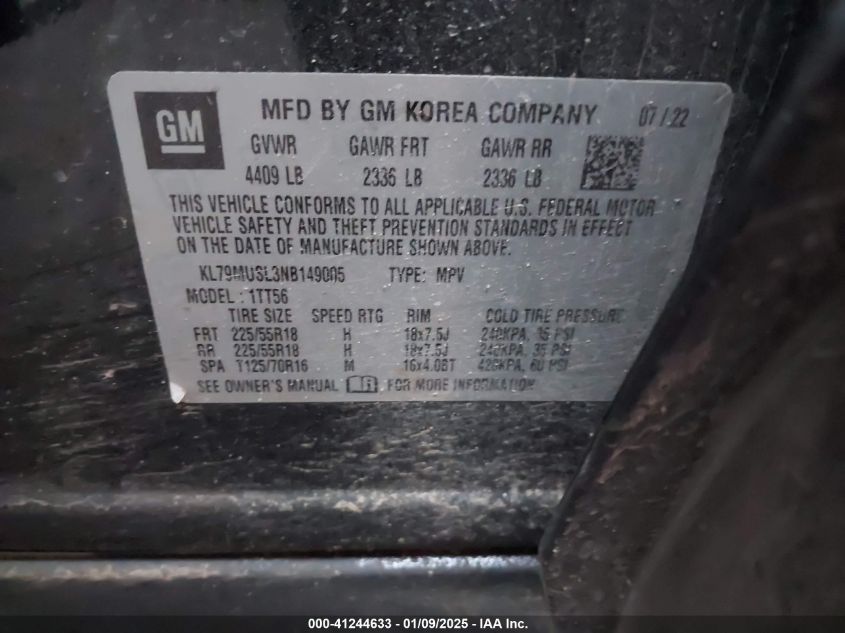 GM
MFD BY GM KOREA COMPANY 07 / 22
GVWR GAWR FRT GAWR RR
4409 LB 2336 LB 2336 LB
THIS VEHICLE CONFORMS TO ALL APPLICABLE U.S. FEDERAL MOTOR
VEHICLE SAFETY AND THEFT PREVENTION STANDARDS IN EFFECT
ON THE DATE OF MANUFACTURE SHOWN ABOVE.
KL79MUSL3NB149005 TYPE: MPV
MODEL : 1TT56
TIRE SIZE SPEED RTG RIM COLD TIRE PRESSURE
FRT 225/55R18 H 18x7.5J 240KPA, 35 PSI
RR 225/55R18 H 18x7.5J 240KPA, 35 PSI
SPA T125/70R16 M 16x4.0BT 420KPA, 60 PSI
SEE OWNER'S MANUAL FOR MORE INFORMATION
000-41244633 - 01/09/2025 - IAA Inc.